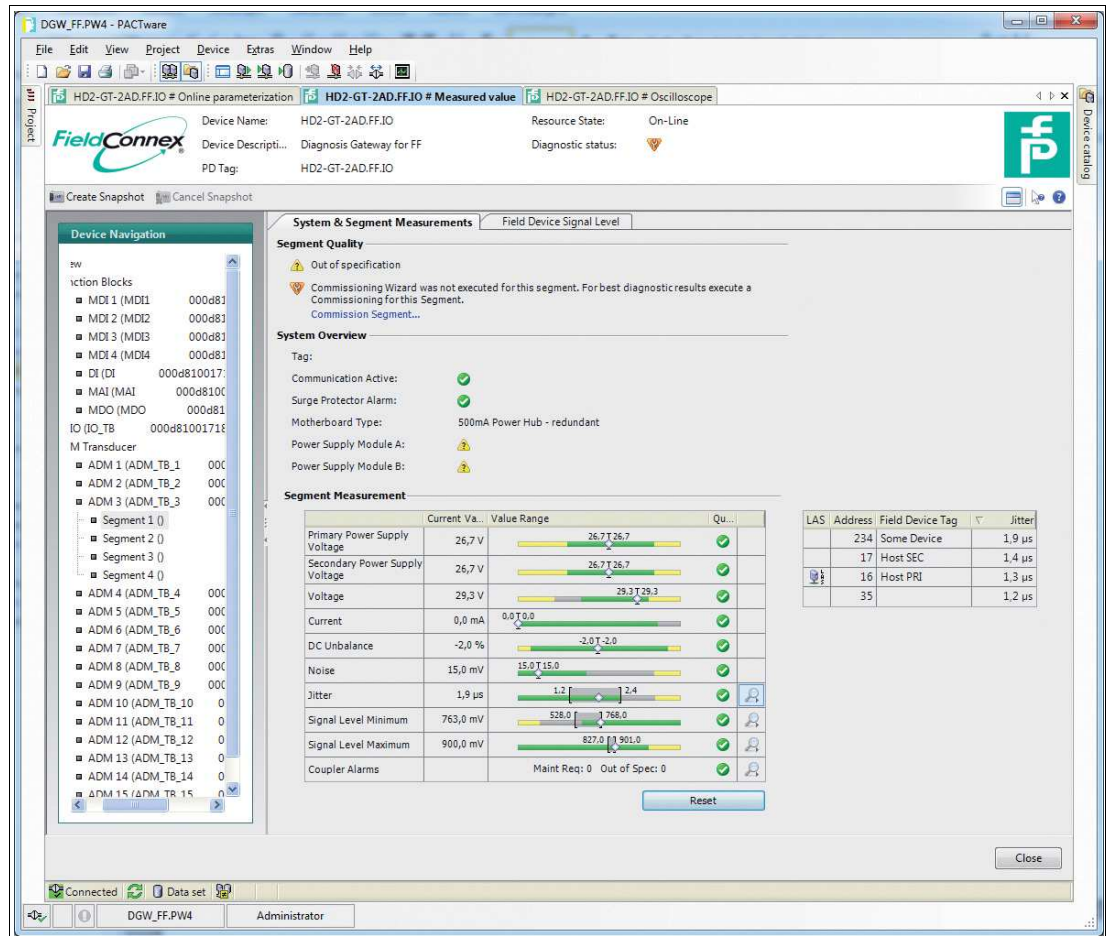 DGW_FF.PW4 - PACTware
File Edit View Project Device Extras Window Help
HD2-GT-2AD.FF.IO # Online parameterization HD2-GT-2AD.FF.IO # Measured value HD2-GT-2AD.FF.IO # Oscilloscope
Project
Device catalog
FieldConnex
Device Name: HD2-GT-2AD.FF.IO Resource State: On-Line
Device Descripti... Diagnosis Gateway for FF Diagnostic status:
PD Tag: HD2-GT-2AD.FF.IO
Create Snapshot Cancel Snapshot
Device Navigation
ew
iction Blocks
MDI 1 (MDI1 000d81
MDI 2 (MDI2 000d81
MDI 3 (MDI3 000d81
MDI 4 (MDI4 000d81
DI (DI 000d810017:
MAI (MAI 000d8100
MDO (MDO 000d81
IO (IO_TB 000d81001718
M Transducer
ADM 1 (ADM_TB_1 000
ADM 2 (ADM_TB_2 000
ADM 3 (ADM_TB_3 000
Segment 1 ()
Segment 2 ()
Segment 3 ()
Segment 4 ()
ADM 4 (ADM_TB_4 000
ADM 5 (ADM_TB_5 000
ADM 6 (ADM_TB_6 000
ADM 7 (ADM_TB_7 000
ADM 8 (ADM_TB_8 000
ADM 9 (ADM_TB_9 000
ADM 10 (ADM_TB_10 0
ADM 11 (ADM_TB_11 0
ADM 12 (ADM_TB_12 0
ADM 13 (ADM_TB_13 0
ADM 14 (ADM_TB_14 0
ADM 15 (ADM_TB_15 0
System & Segment Measurements Field Device Signal Level
Segment Quality
Out of specification
Commissioning Wizard was not executed for this segment. For best diagnostic results execute a
Commissioning for this Segment.
Commission Segment...
System Overview
Tag:
Communication Active:
Surge Protector Alarm:
Motherboard Type: 500mA Power Hub - redundant
Power Supply Module A:
Power Supply Module B:
Segment Measurement
Current Va... Value Range Qu...
Primary Power Supply Voltage 26,7 V 26,7 26,7
Secondary Power Supply Voltage 26,7 V 26,7 26,7
Voltage 29,3 V 29,3 29,3
Current 0,0 mA 0,0 0,0
DC Unbalance -2,0 % -2,0 -2,0
Noise 15,0 mV 15,0 15,0
Jitter 1,9 µs 1,2 2,4
Signal Level Minimum 763,0 mV 528,0 768,0
Signal Level Maximum 900,0 mV 827,0 901,0
Coupler Alarms Maint Req: 0 Out of Spec: 0
Reset
LAS Address Field Device Tag Jitter
234 Some Device 1,9 µs
17 Host SEC 1,4 µs
16 Host PRI 1,3 µs
35 1,2 µs
Close
Connected Data set
DGW_FF.PW4 Administrator